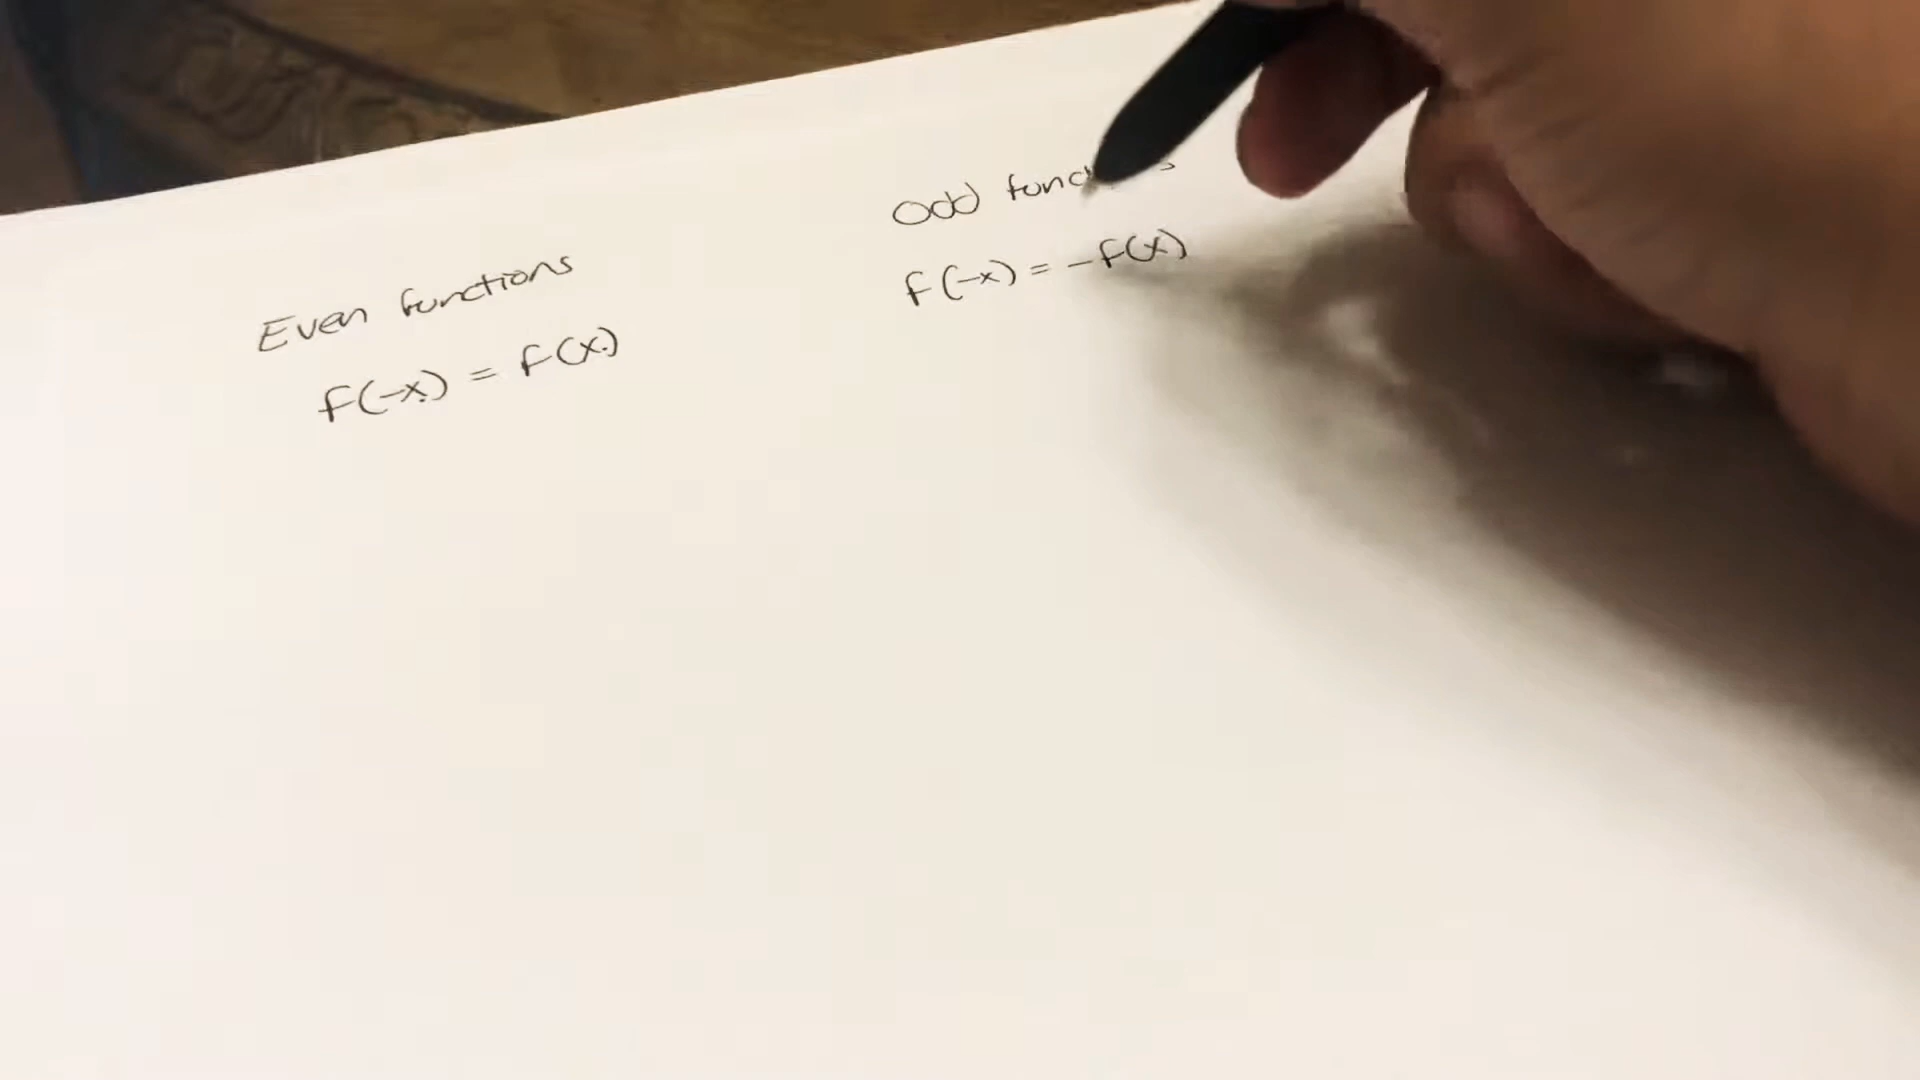 Even functions
f(-x) = f(x)
Odd
f(-x) = -f(x)